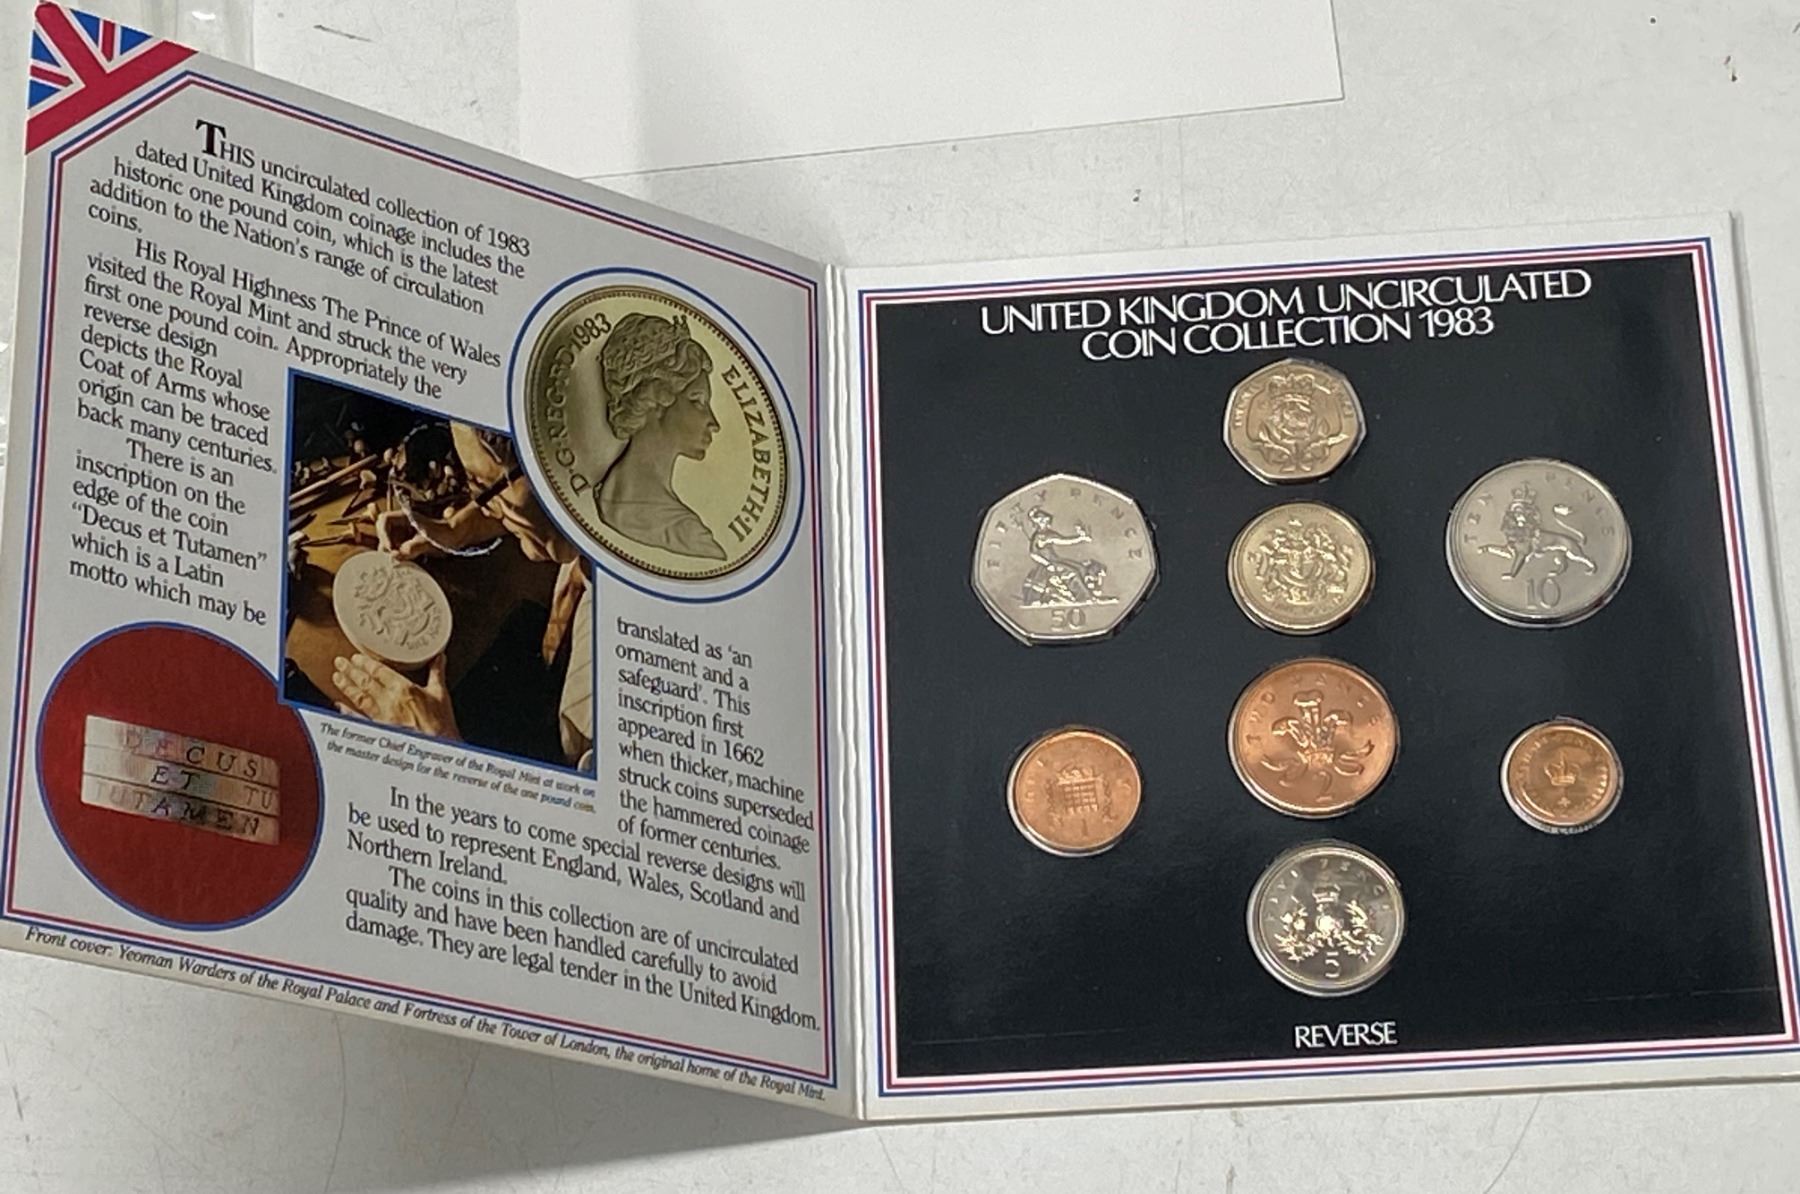 THIS uncirculated collection of 1983
dated United Kingdom coinage includes the
historic one pound coin, which is the latest
addition to the Nation's range of circulation
coins.
His Royal Highness The Prince of Wales
visited the Royal Mint and struck the very
first one pound coin. Appropriately the
reverse design
depicts the Royal
Coat of Arms whose
origin can be traced
back many centuries.
There is an
inscription on the
edge of the coin
“Decus et Tutamen”
which is a Latin
motto which may be
translated as ‘an
ornament and a
safeguard’. This
inscription first
appeared in 1662
when thicker, machine
struck coins superseded
the hammered coinage
of former centuries.
In the years to come special reverse designs will
be used to represent England, Wales, Scotland and
Northern Ireland.
The coins in this collection are of uncirculated
quality and have been handled carefully to avoid
damage. They are legal tender in the United Kingdom.
D·G·REG·F·D·1983
ELIZABETH·II
The former Chief Engraver of the Royal Mint at work on
the master design for the reverse of the one pound coin.
DECUS
ET TU
TUTAMEN
Front cover: Yeoman Warders of the Royal Palace and Fortress of the Tower of London, the original home of the Royal Mint.
UNITED KINGDOM UNCIRCULATED
COIN COLLECTION 1983
FIFTY PENCE
50
TEN PENCE
10
1
TWO PENCE
2
FIVE PENCE
5
REVERSE